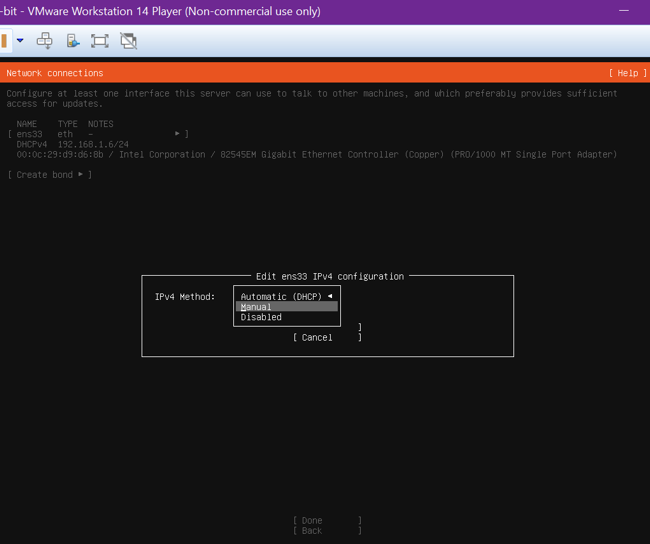 -bit - VMware Workstation 14 Player (Non-commercial use only)
Network connections [ Help ]
Configure at least one interface this server can use to talk to other machines, and which preferably provides sufficient
access for updates.
NAME TYPE NOTES
[ ens33 eth - ▸ ]
DHCPv4 192.168.1.6/24
00:0c:29:d9:d6:8b / Intel Corporation / 82545EM Gigabit Ethernet Controller (Copper) (PRO/1000 MT Single Port Adapter)
[ Create bond ▸ ]
Edit ens33 IPv4 configuration
IPv4 Method: Automatic (DHCP) ◂
Manual
Disabled
]
[ Cancel ]
[ Done ]
[ Back ]